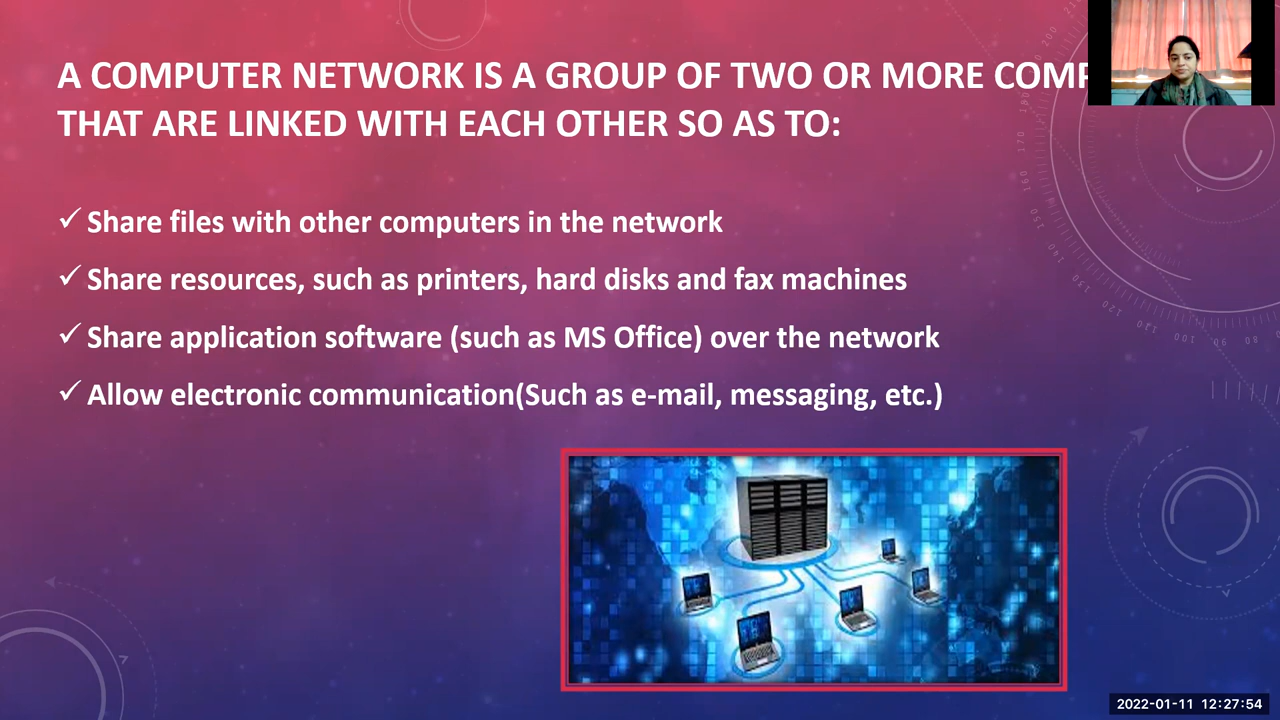 A COMPUTER NETWORK IS A GROUP OF TWO OR MORE
THAT ARE LINKED WITH EACH OTHER SO AS TO:
✓ Share files with other computers in the network
✓ Share resources, such as printers, hard disks and fax machines
✓ Share application software (such as MS Office) over the network
✓ Allow electronic communication(Such as e-mail, messaging, etc.)
2022-01-11 12:27:54